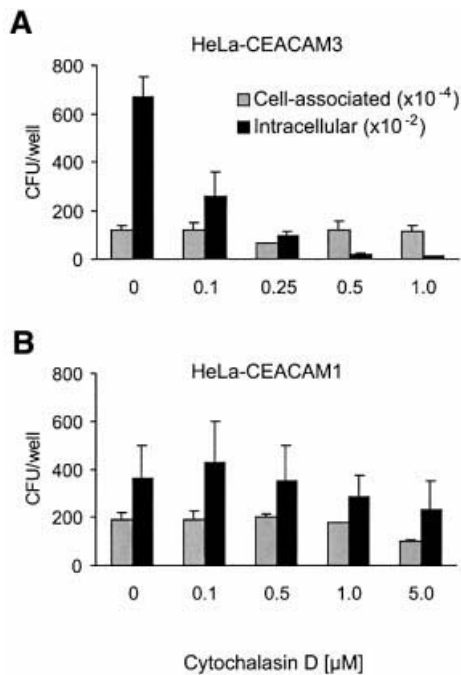 A
HeLa-CEACAM3
800
600
400
200
0
CFU/well
Cell-associated (x10-4)
Intracellular (x10-2)
0 0.1 0.25 0.5 1.0
B
HeLa-CEACAM1
800
600
400
200
0
CFU/well
0 0.1 0.5 1.0 5.0
Cytochalasin D [µM]